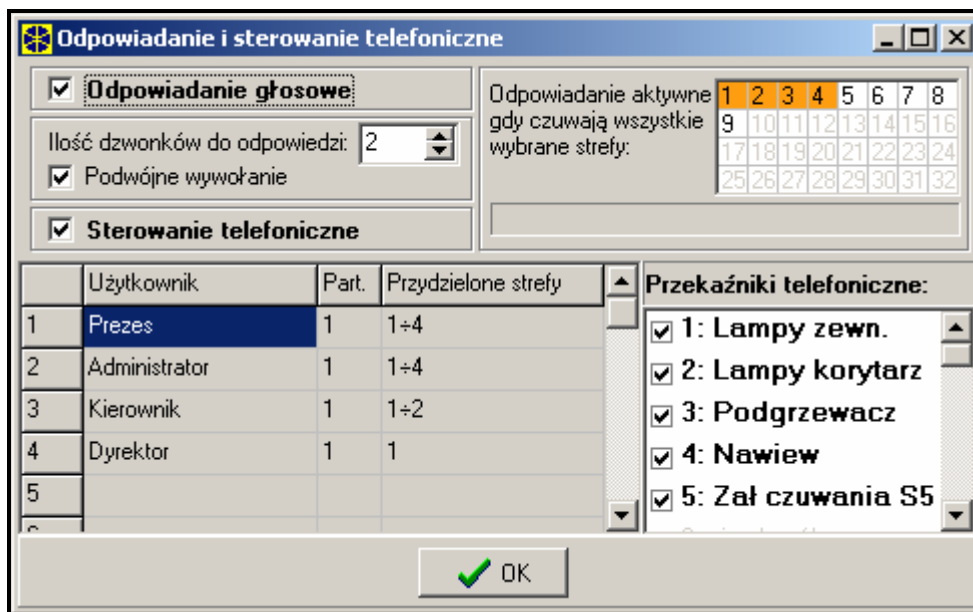 Odpowiadanie i sterowanie telefoniczne
Odpowiadanie głosowe
Ilość dzwonków do odpowiedzi: 2
Podwójne wywołanie
Sterowanie telefoniczne
Odpowiadanie aktywne
gdy czuwają wszystkie
wybrane strefy:
1 2 3 4 5 6 7 8
9 10 11 12 13 14 15 16
17 18 19 20 21 22 23 24
25 26 27 28 29 30 31 32
Użytkownik Part. Przydzielone strefy
1 Prezes 1 1÷4
2 Administrator 1 1÷4
3 Kierownik 1 1÷2
4 Dyrektor 1 1
5
Przekaźniki telefoniczne:
1: Lampy zewn.
2: Lampy korytarz
3: Podgrzewacz
4: Nawiew
5: Zał czuwania S5
OK